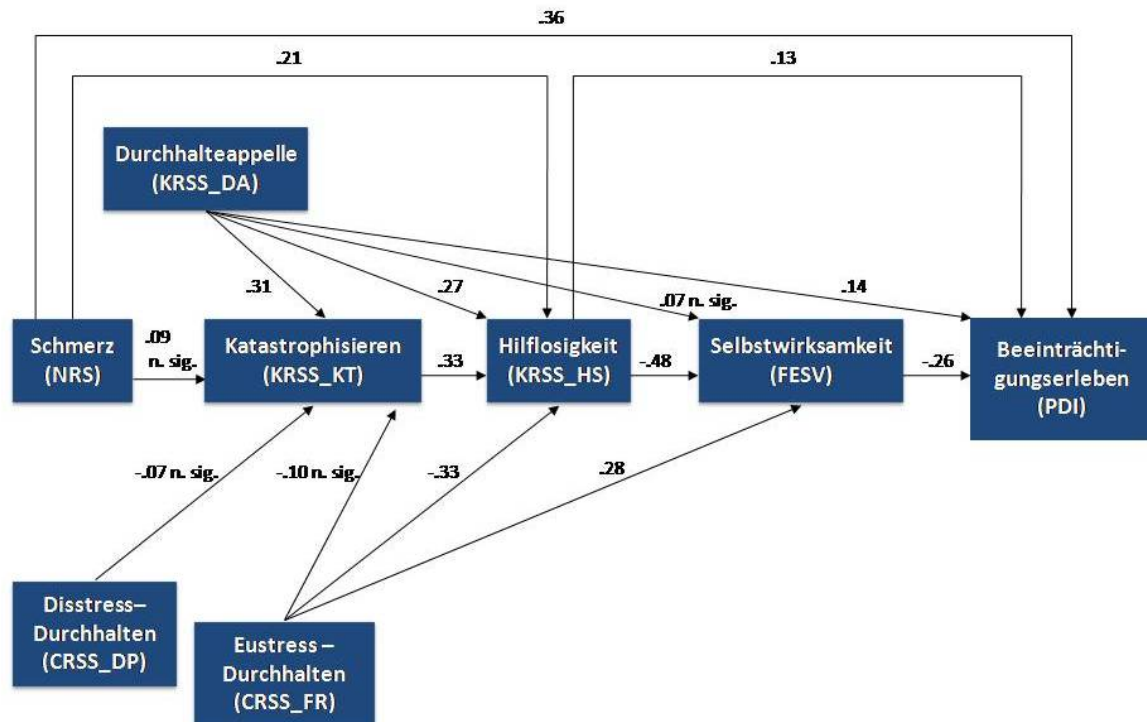 .36
.21
.13
Durchhalteappelle
(KRSS_DA)
.31
.27
.07 n. sig.
.14
Schmerz
(NRS)
.09
n. sig.
Katastrophisieren
(KRSS_KT)
.33
Hilflosigkeit
(KRSS_HS)
-.48
Selbstwirksamkeit
(FESV)
-.26
Beeinträchti-
gungserleben
(PDI)
-.07 n. sig.
-.10 n. sig.
-.33
.28
Disstress–
Durchhalten
(CRSS_DP)
Eustress –
Durchhalten
(CRSS_FR)